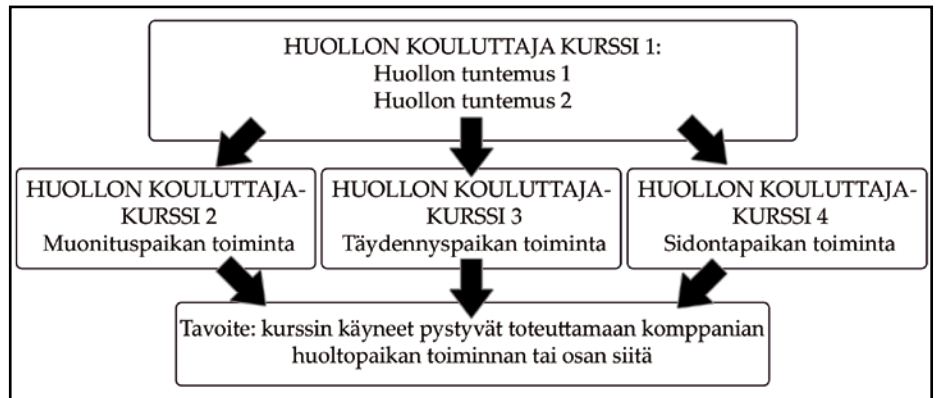 HUOLLON KOULUTTAJA KURSSI 1:
Huollon tuntemus 1
Huollon tuntemus 2
HUOLLON KOULUTTAJA-
KURSSI 2
Muonituspaikan toiminta
HUOLLON KOULUTTAJA-
KURSSI 3
Täydennyspaikan toiminta
HUOLLON KOULUTTAJA-
KURSSI 4
Sidontapaikan toiminta
Tavoite: kurssin käyneet pystyvät toteuttamaan komppanian
huoltopaikan toiminnan tai osan siitä